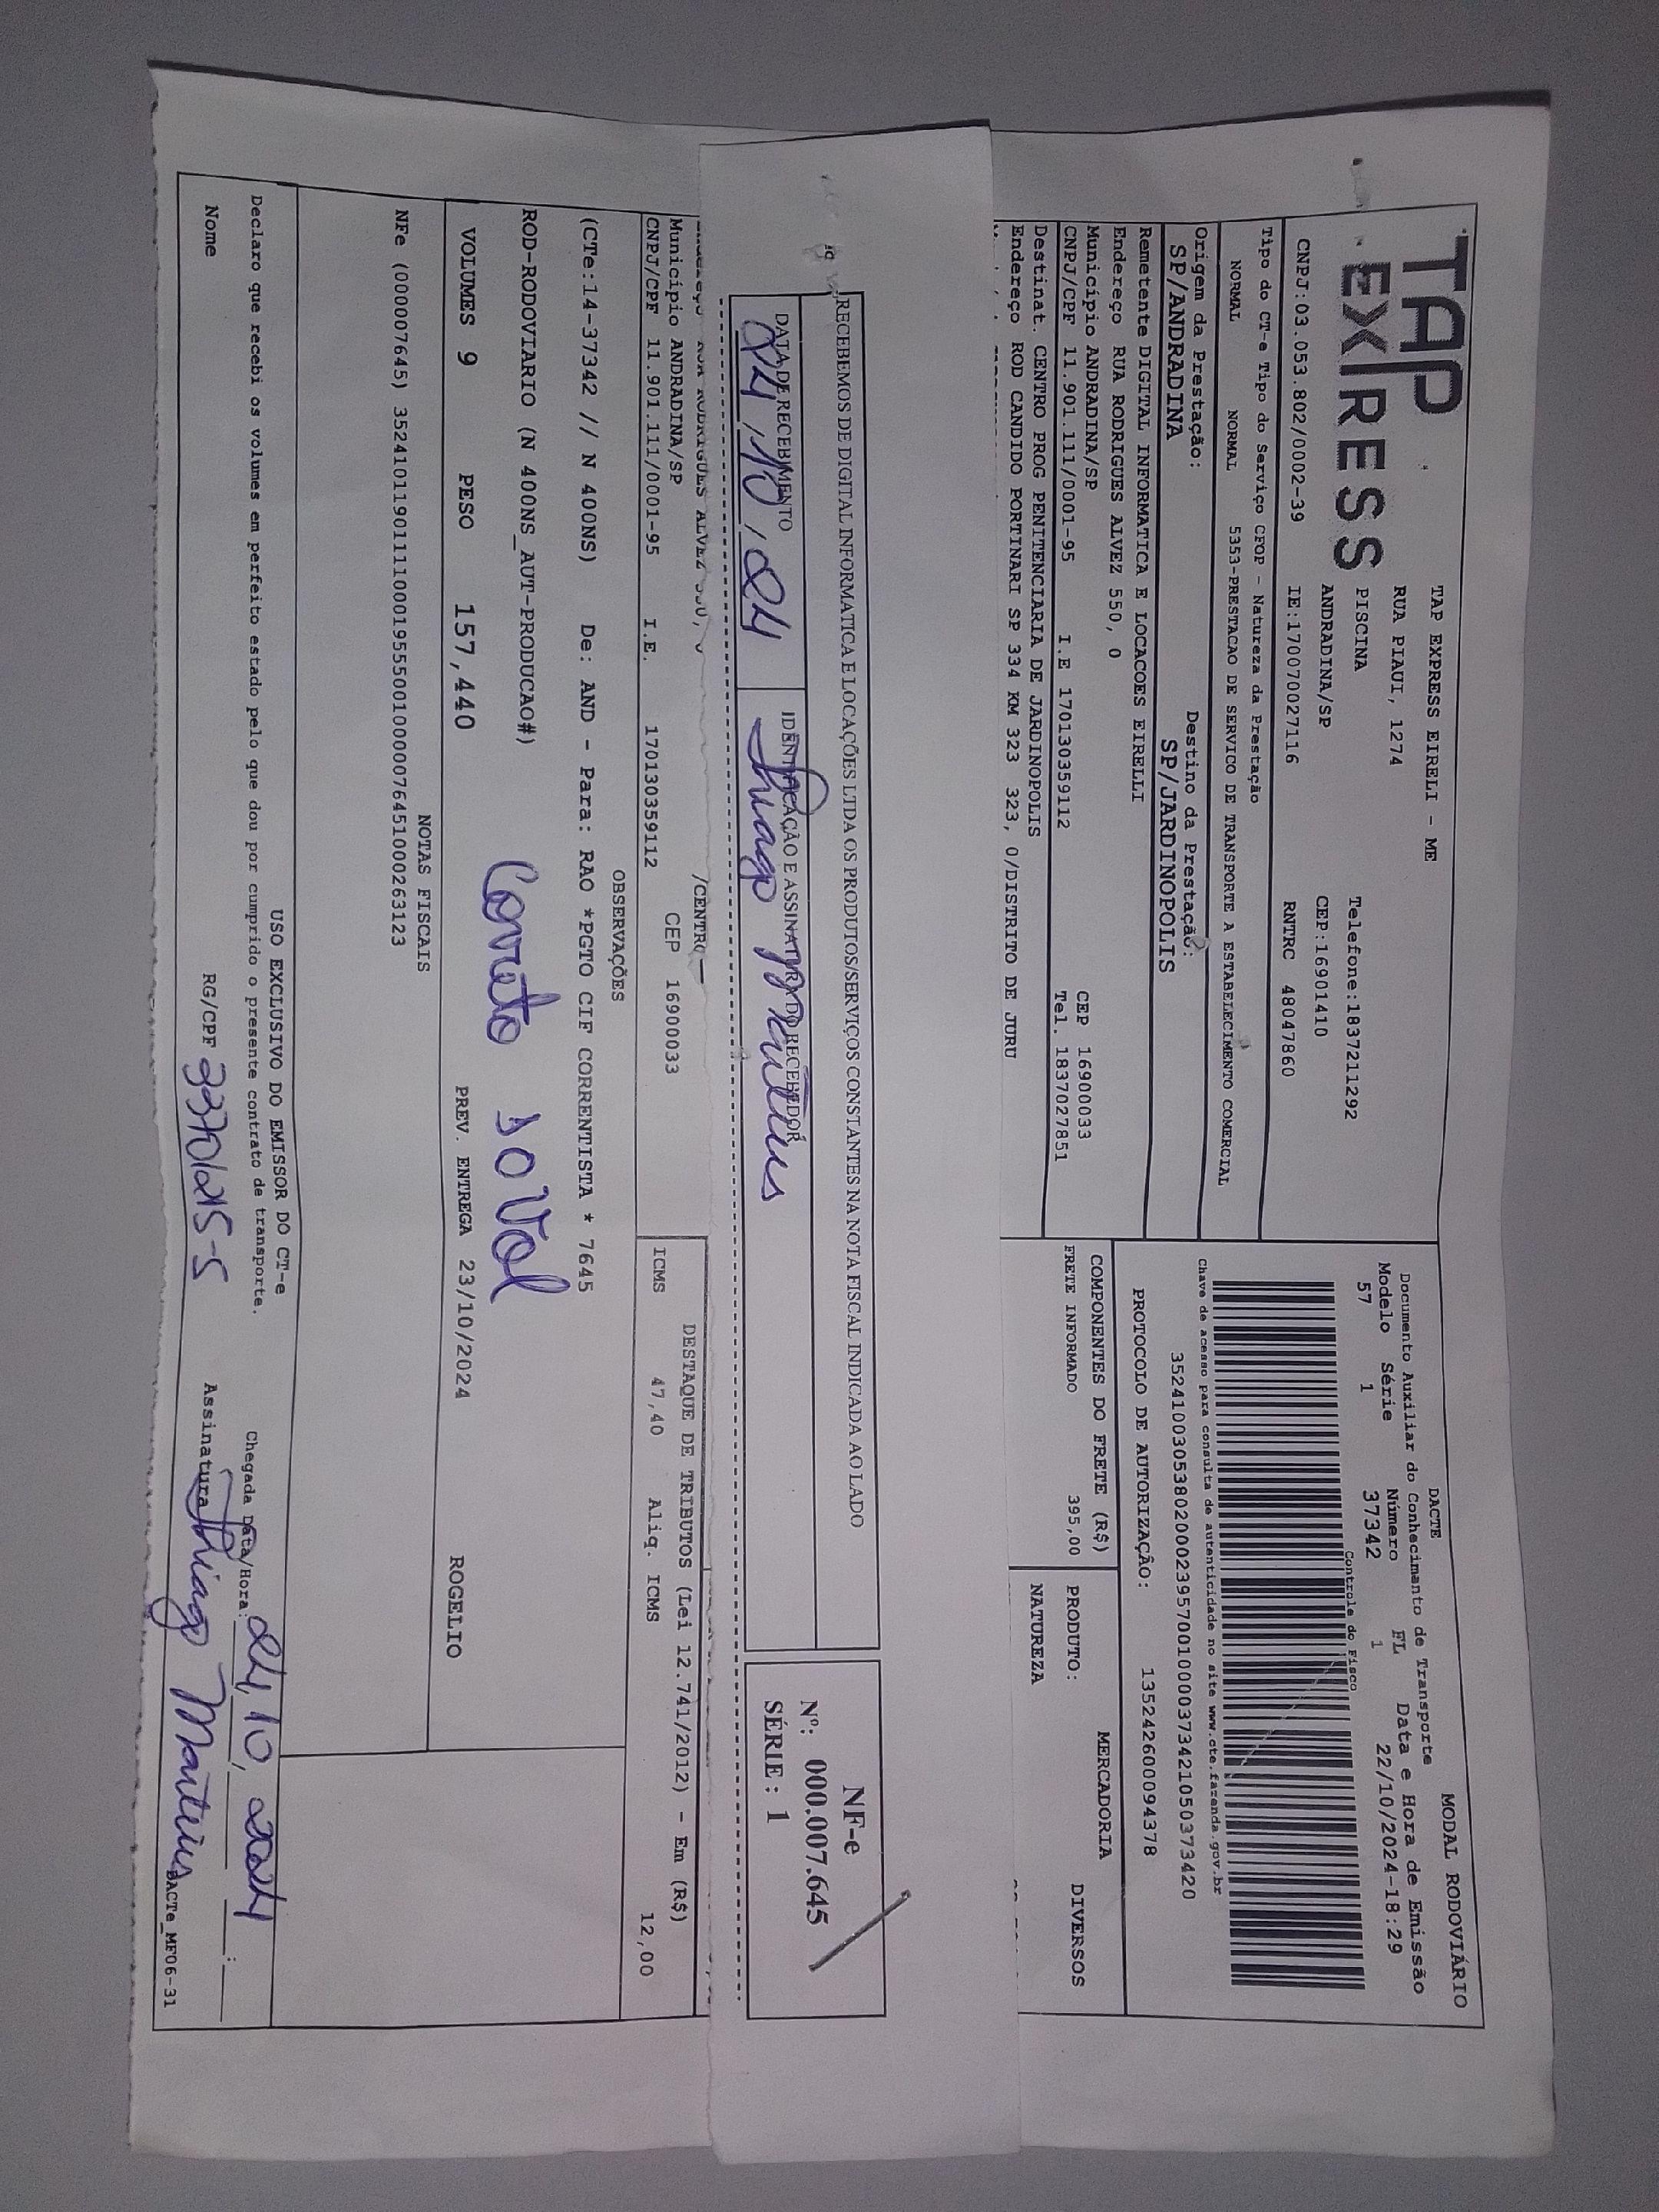 TAP
EXPRESS
TAP EXPRESS EIRELI - ME
RUA PIAUI, 1274
PISCINA
ANDRADINA/SP
Telefone:1837211292
CEP:16901410
CNPJ:03.053.802/0002-39 IE:170070027116 RNTRC 48047860
Tipo do CT-e Tipo do Serviço CFOP - Natureza da Prestação
NORMAL NORMAL 5353-PRESTACAO DE SERVICO DE TRANSPORTE A ESTABELECIMENTO COMERCIAL
Origem da Prestação: Destino da Prestação:
SP/ANDRADINA SP/JARDINOPOLIS
Remetente DIGITAL INFORMATICA E LOCACOES EIRELLI
Endereço RUA RODRIGUES ALVEZ 550, 0
Município ANDRADINA/SP CEP 16900033
CNPJ/CPF 11.901.111/0001-95 I.E 170130359112 Tel. 1837027851
Destinat. CENTRO PROG PENITENCIARIA DE JARDINOPOLIS
Endereço ROD CANDIDO PORTINARI SP 334 KM 323 323, 0/DISTRITO DE JURU
MODAL RODOVIÁRIO
DACTE
Documento Auxiliar do Conhecimanto de Transporte
Modelo Série Número FL Data e Hora de Emissão
57 1 37342 1 22/10/2024-18:29
Controle do Fisco
Chave de acesso para consulta de autenticidade no site www.cte.fazenda.gov.br
35241003053802000239570010000373421050373420
PROTOCOLO DE AUTORIZAÇÃO: 135242600094378
COMPONENTES DO FRETE (R$)
FRETE INFORMADO 395,00
MERCADORIA
PRODUTO: DIVERSOS
NATUREZA
RECEBEMOS DE DIGITAL INFORMATICA E LOCAÇÕES LTDA OS PRODUTOS/SERVIÇOS CONSTANTES NA NOTA FISCAL INDICADA AO LADO
DATA DE RECEBIMENTO IDENTIFICAÇÃO E ASSINATURA DO RECEBEDOR
24/10/24 Thiago Martins
NF-e
Nº: 000.007.645
SÉRIE : 1
RUA RODRIGUES ALVEZ 550, /CENTRO
Município ANDRADINA/SP CEP 16900033
CNPJ/CPF 11.901.111/0001-95 I.E. 170130359112
DESTAQUE DE TRIBUTOS (Lei 12.741/2012) - Em (R$)
ICMS 47,40 Aliq. ICMS 12,00
OBSERVAÇÕES
(CTe:14-37342 // N 400NS) De: AND - Para: RAO *PGTO CIF CORRENTISTA * 7645
ROD-RODOVIARIO (N 400NS_AUT-PRODUCAO#)
Correto 10 Vol
VOLUMES 9 PESO 157,440 PREV. ENTREGA 23/10/2024 ROGELIO
NOTAS FISCAIS
NFe (000007645) 35241011901111000195550010000076451000263123
USO EXCLUSIVO DO EMISSOR DO CT-e
Declaro que recebi os volumes em perfeito estado pelo que dou por cumprido o presente contrato de transporte. Chegada Data/Hora: 24/10/2024 :
Nome RG/CPF Assinatura Thiago Martins
DACTe_MF06-31